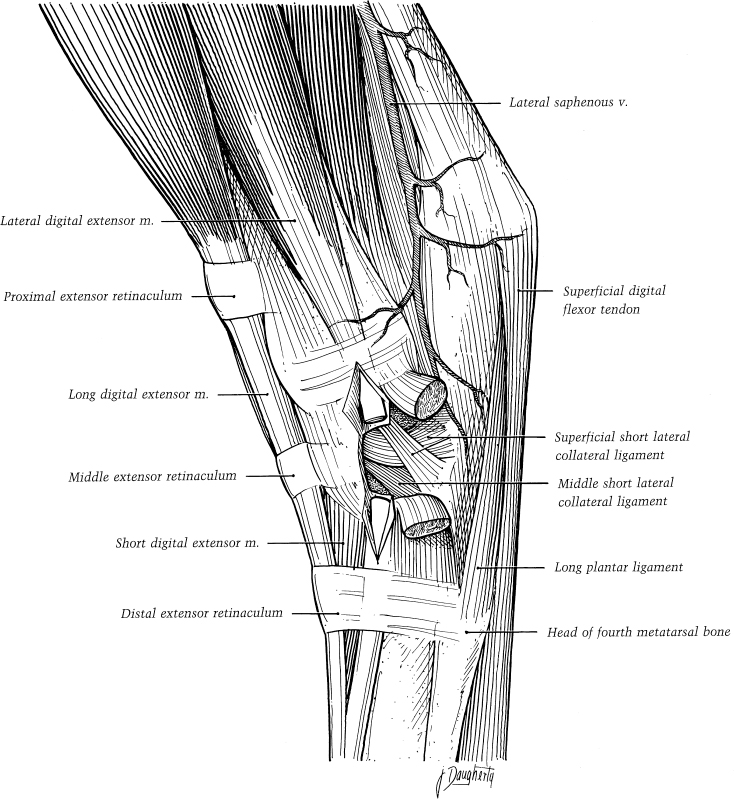 Lateral saphenous v.
Lateral digital extensor m.
Proximal extensor retinaculum
Superficial digital
flexor tendon
Long digital extensor m.
Superficial short lateral
collateral ligament
Middle extensor retinaculum
Middle short lateral
collateral ligament
Short digital extensor m.
Long plantar ligament
Distal extensor retinaculum
Head of fourth metatarsal bone
J Daugherty